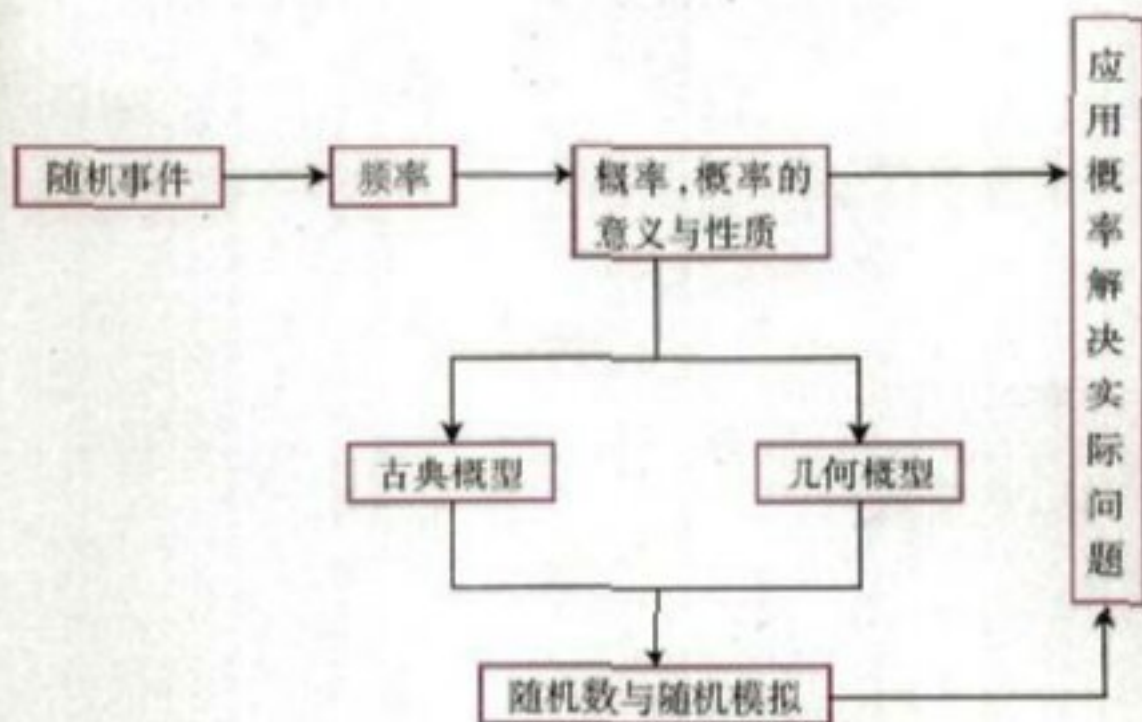 随机事件
频率
概率,概率的
意义与性质
应用概率解决实际问题
古典概型
几何概型
随机数与随机模拟